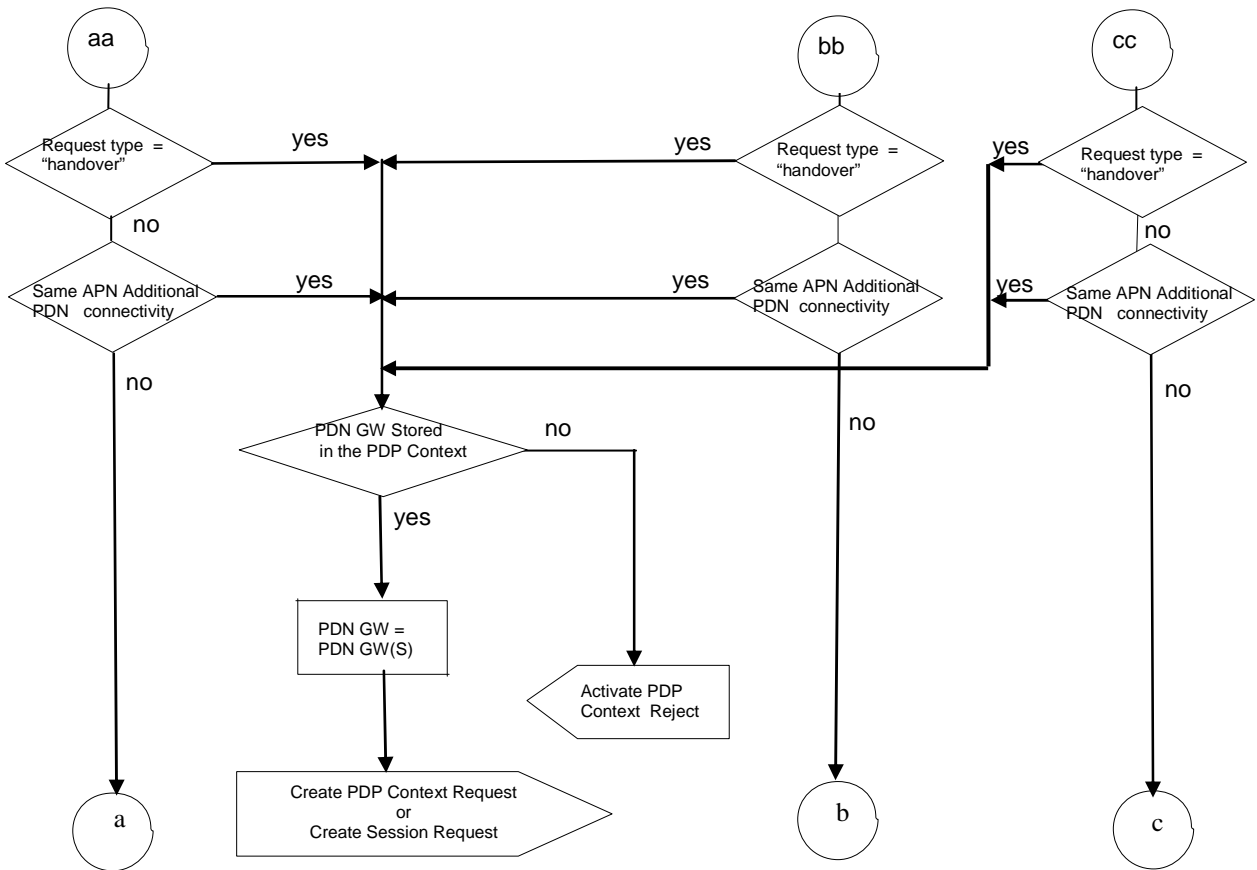 aa
bb
cc
Request type =
“handover”
yes
yes
Request type =
“handover”
yes
Request type =
“handover”
no
no
Same APN Additional
PDN connectivity
yes
yes
Same APN Additional
PDN connectivity
yes
Same APN Additional
PDN connectivity
no
no
no
PDN GW Stored
in the PDP Context
no
yes
PDN GW =
PDN GW(S)
Activate PDP
Context Reject
Create PDP Context Request
or
Create Session Request
a
b
c